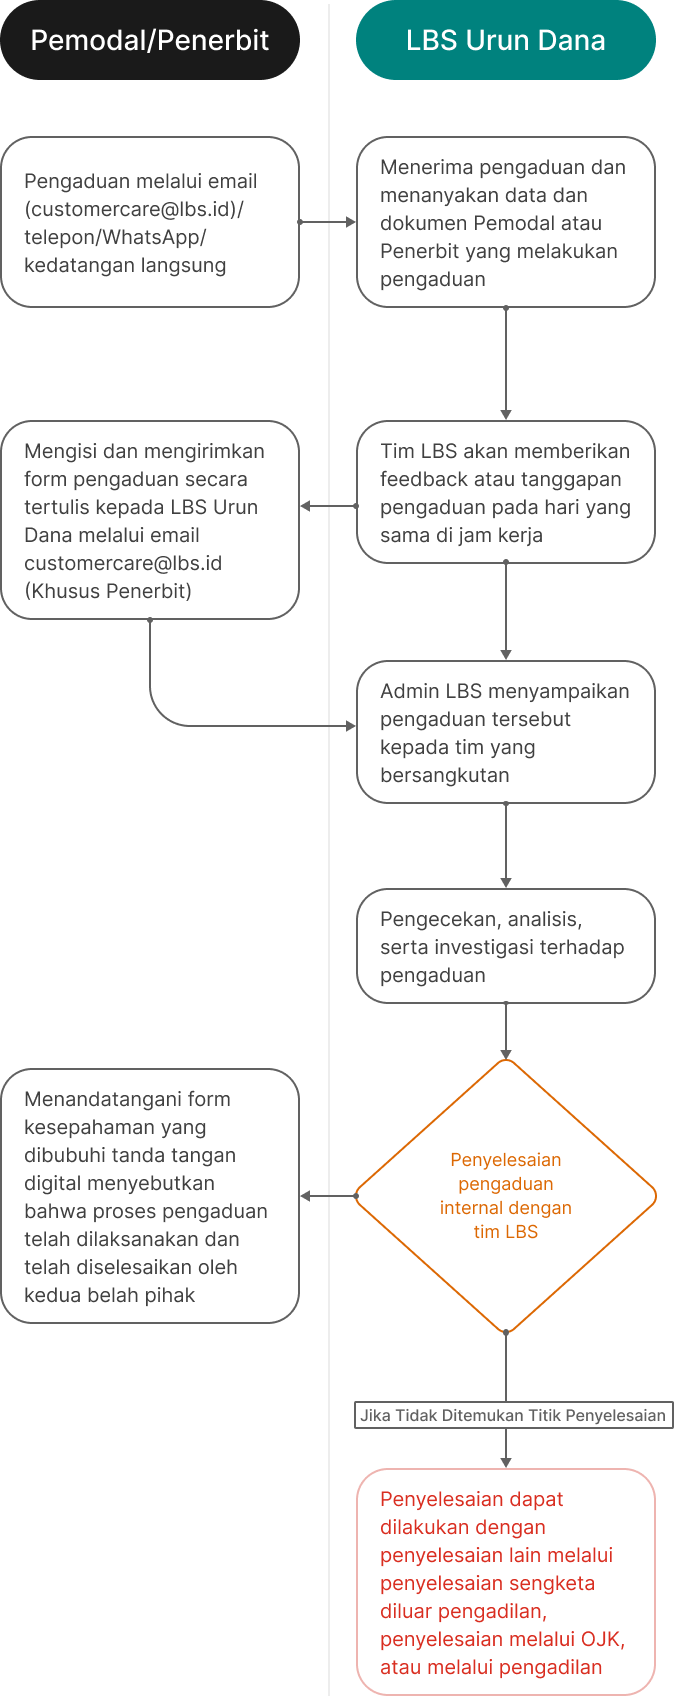 Pemodal/Penerbit
LBS Urun Dana
Pengaduan melalui email
(customercare@lbs.id)/
telepon/WhatsApp/
kedatangan langsung
Menerima pengaduan dan
menanyakan data dan
dokumen Pemodal atau
Penerbit yang melakukan
pengaduan
Mengisi dan mengirimkan
form pengaduan secara
tertulis kepada LBS Urun
Dana melalui email
customercare@lbs.id
(Khusus Penerbit)
Tim LBS akan memberikan
feedback atau tanggapan
pengaduan pada hari yang
sama di jam kerja
Admin LBS menyampaikan
pengaduan tersebut
kepada tim yang
bersangkutan
Pengecekan, analisis,
serta investigasi terhadap
pengaduan
Menandatangani form
kesepahaman yang
dibubuhi tanda tangan
digital menyebutkan
bahwa proses pengaduan
telah dilaksanakan dan
telah diselesaikan oleh
kedua belah pihak
Penyelesaian
pengaduan
internal dengan
tim LBS
Jika Tidak Ditemukan Titik Penyelesaian
Penyelesaian dapat
dilakukan dengan
penyelesaian lain melalui
penyelesaian sengketa
diluar pengadilan,
penyelesaian melalui OJK,
atau melalui pengadilan